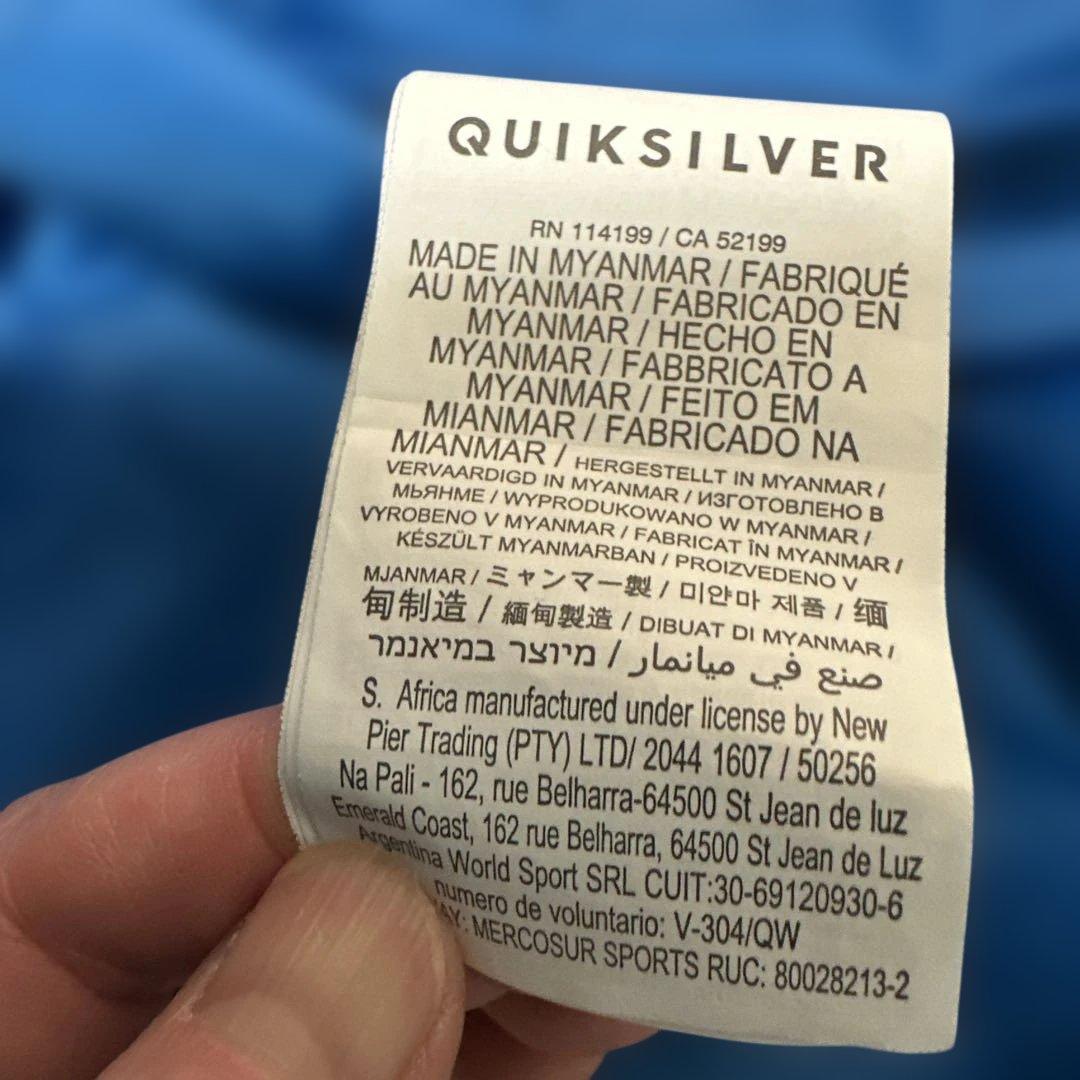 QUIKSILVER
RN 114199 / CA 52199
MADE IN MYANMAR / FABRIQUÉ
AU MYANMAR / FABRICADO EN
MYANMAR / HECHO EN
MYANMAR / FABBRICATO A
MYANMAR / FEITO EM
MIANMAR / FABRICADO NA
MIANMAR / HERGESTELLT IN MYANMAR /
VERVAARDIGD IN MYANMAR / ИЗГОТОВЛЕНО В
МЬЯНМЕ / WYPRODUKOWANO W MYANMAR /
VYROBENO V MYANMAR / FABRICAT ÎN MYANMAR /
KÉSZÜLT MYANMARBAN / PROIZVEDENO V
MJANMAR / ミャンマー製 / 미얀마 제품 / 缅
甸制造 / 緬甸製造 / DIBUAT DI MYANMAR /
صنع في ميانمار / מיוצר במיאנמר
S. Africa manufactured under license by New
Pier Trading (PTY) LTD/ 2044 1607 / 50256
Na Pali - 162, rue Belharra-64500 St Jean de luz
Emerald Coast, 162 rue Belharra, 64500 St Jean de Luz
Argentina World Sport SRL CUIT:30-69120930-6
numero de voluntario: V-304/QW
MERCOSUR SPORTS RUC: 80028213-2